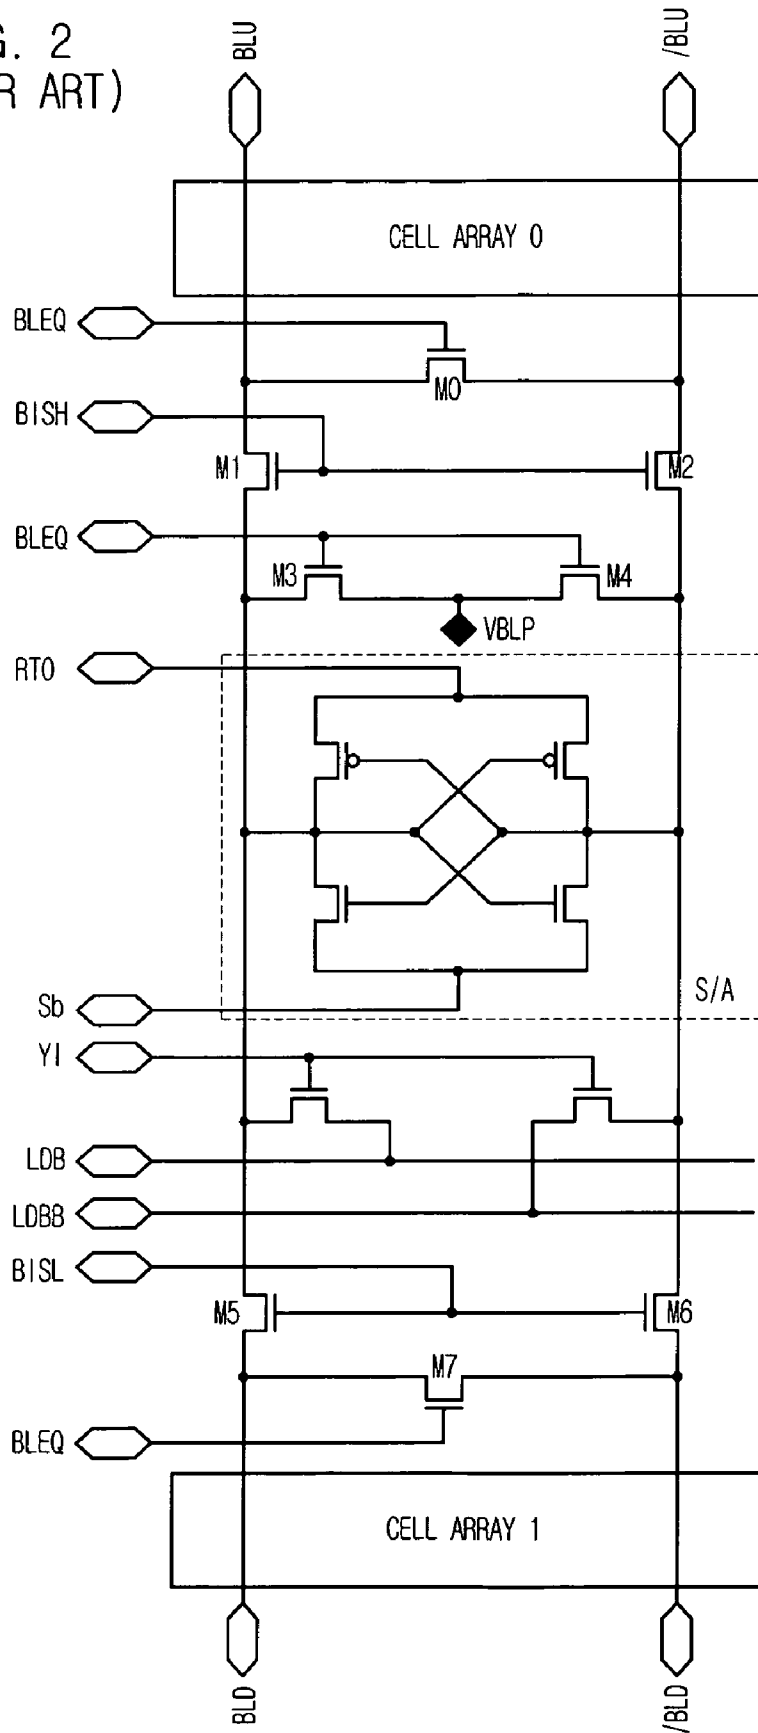 G. 2
R ART)
BLU
/BLU
CELL ARRAY 0
BLEQ
M0
BISH
M1
M2
BLEQ
M3
M4
VBLP
RTO
S/A
Sb
YI
LDB
LDBB
BISL
M5
M6
M7
BLEQ
CELL ARRAY 1
BLD
/BLD